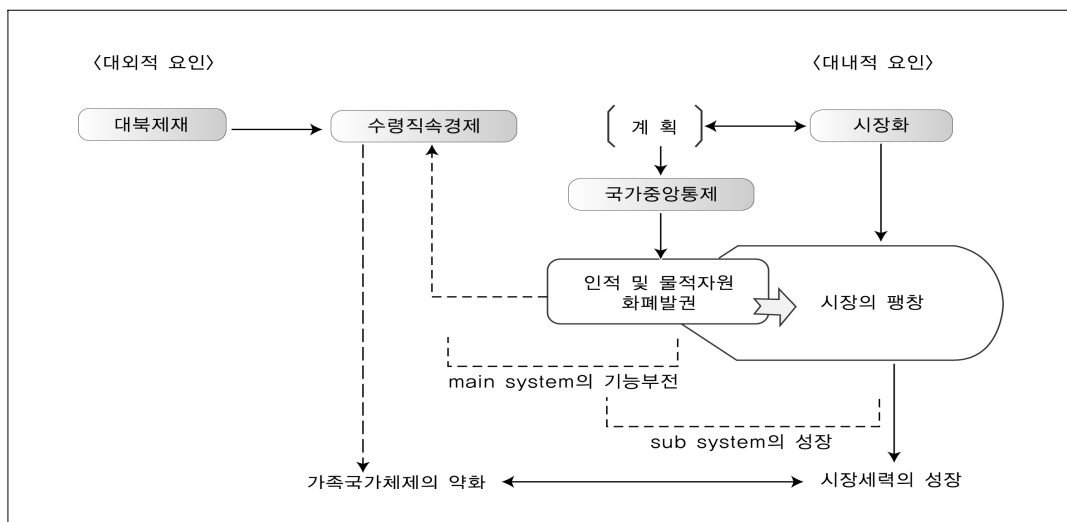 〈대외적 요인〉
〈대내적 요인〉
대북제재
수령직속경제
계 획
시장화
국가중앙통제
인적 및 물적자원
화폐발권
시장의 팽창
main system의 기능부전
sub system의 성장
가족국가체제의 약화
시장세력의 성장